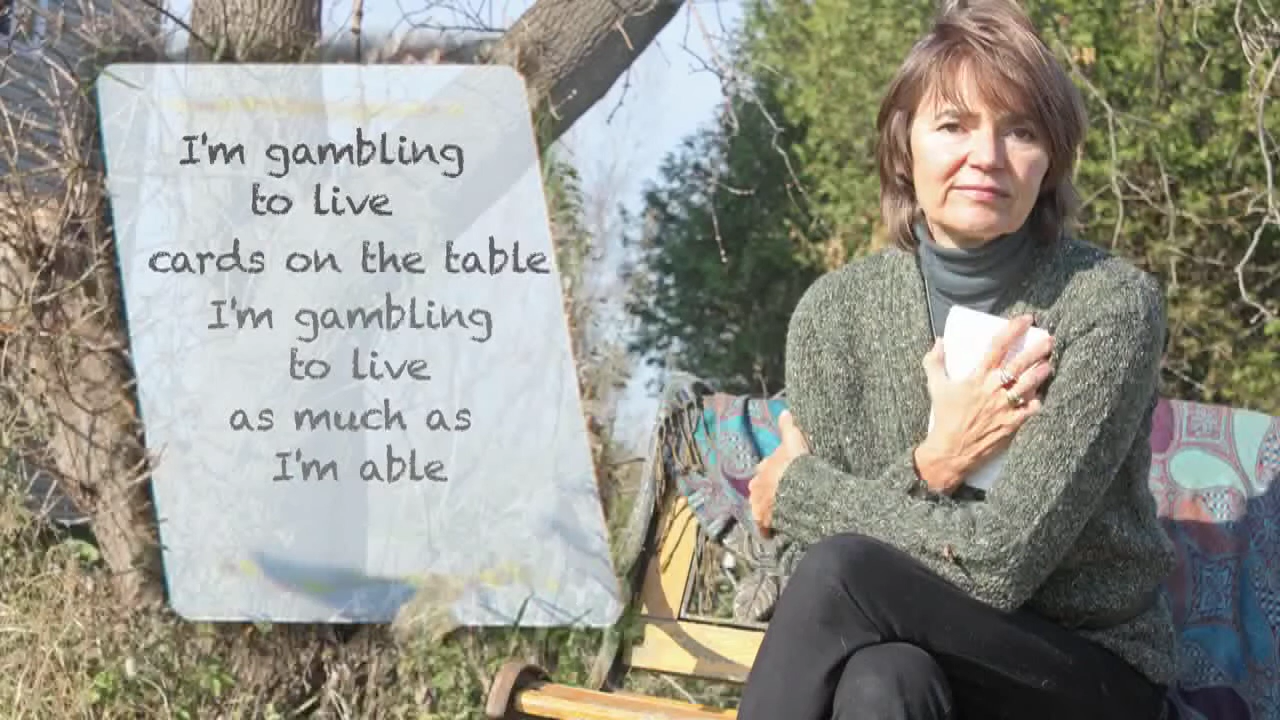 I'm gambling
to live
cards on the table
I'm gambling
to live
as much as
I'm able